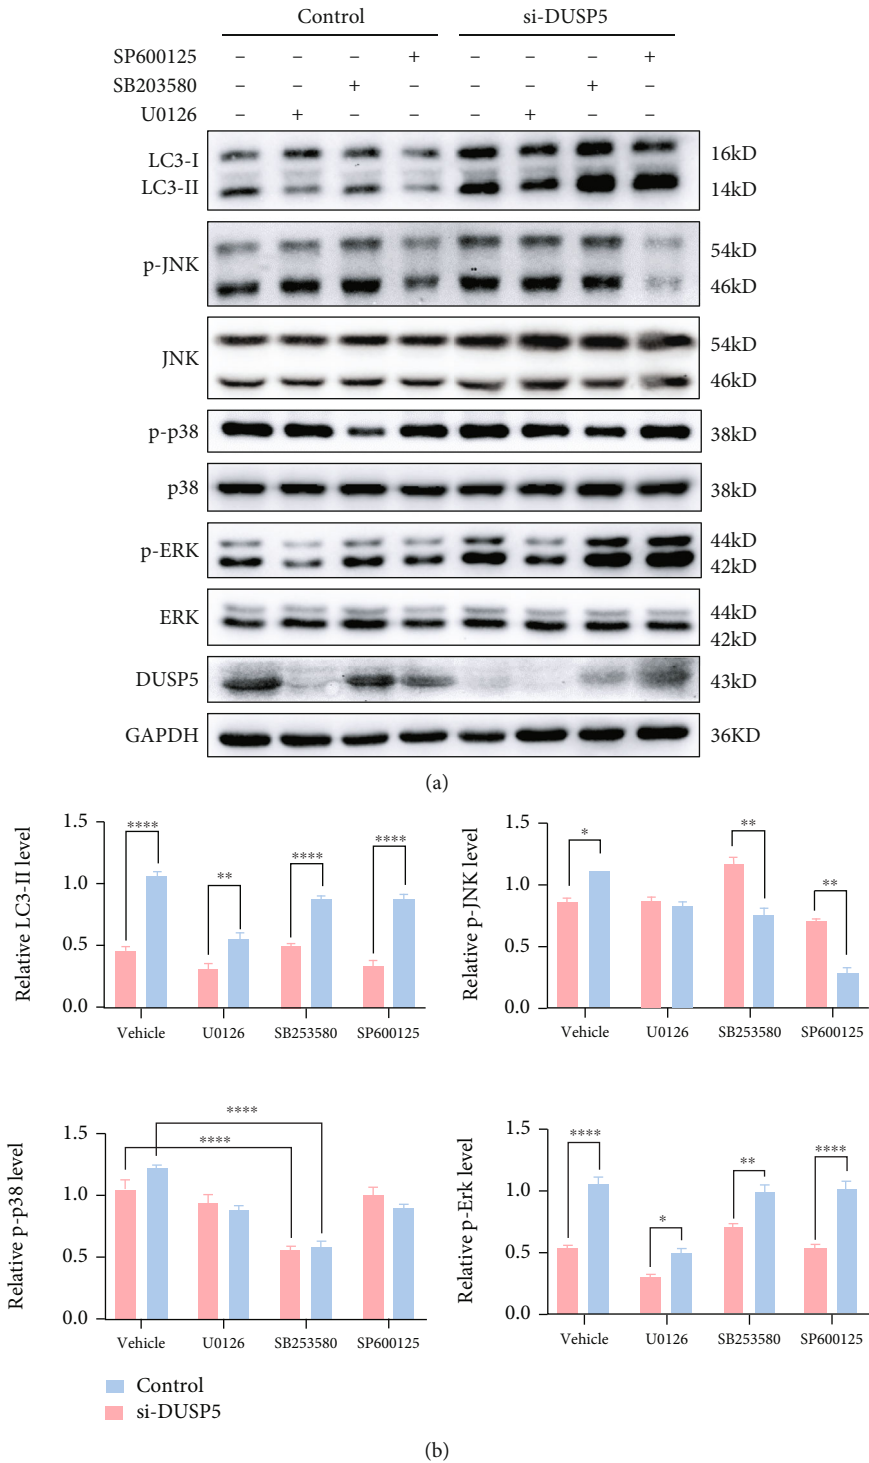 Control si-DUSP5
SP600125 – – – + – – – +
SB203580 – – + – – – + –
U0126 – + – – – + – –
LC3-I 16kD
LC3-II 14kD
p-JNK 54kD
46kD
JNK 54kD
46kD
p-p38 38kD
p38 38kD
p-ERK 44kD
42kD
ERK 44kD
42kD
DUSP5 43kD
GAPDH 36KD
(a)
Relative LC3-II level
1.5
1.0
0.5
0.0
**** ** **** ****
Vehicle U0126 SB253580 SP600125
Relative p-JNK level
1.5
1.0
0.5
0.0
* ** **
Vehicle U0126 SB253580 SP600125
Relative p-p38 level
1.5
1.0
0.5
0.0
****
****
Vehicle U0126 SB253580 SP600125
Relative p-Erk level
1.5
1.0
0.5
0.0
**** * ** ****
Vehicle U0126 SB253580 SP600125
Control
si-DUSP5
(b)